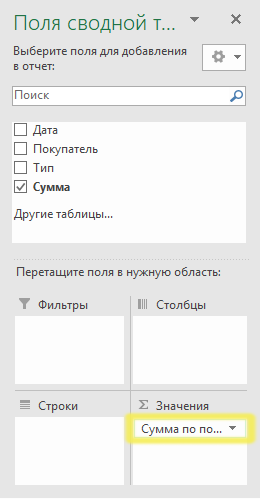 Поля сводной т...
Выберите поля для добавления
в отчет:
Поиск
Дата
Покупатель
Тип
Сумма
Другие таблицы...
Перетащите поля в нужную область:
Фильтры
Столбцы
Строки
Σ Значения
Сумма по по...